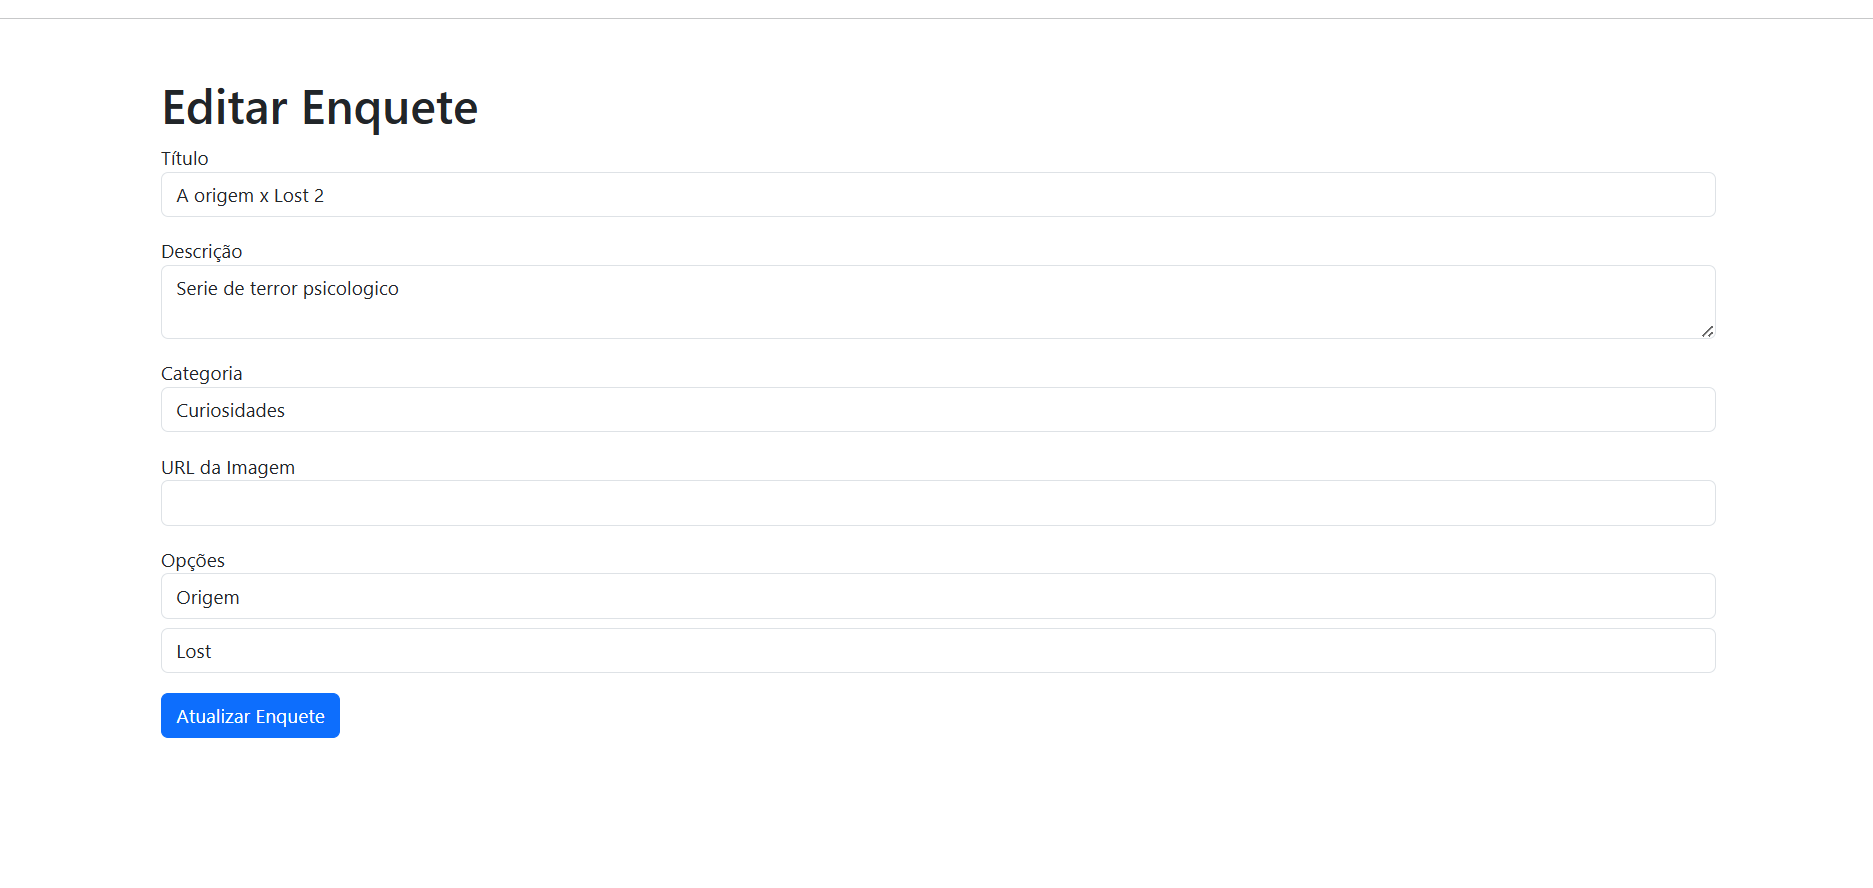 Editar Enquete
Título
A origem x Lost 2
Descrição
Serie de terror psicologico
Categoria
Curiosidades
URL da Imagem
Opções
Origem
Lost
Atualizar Enquete